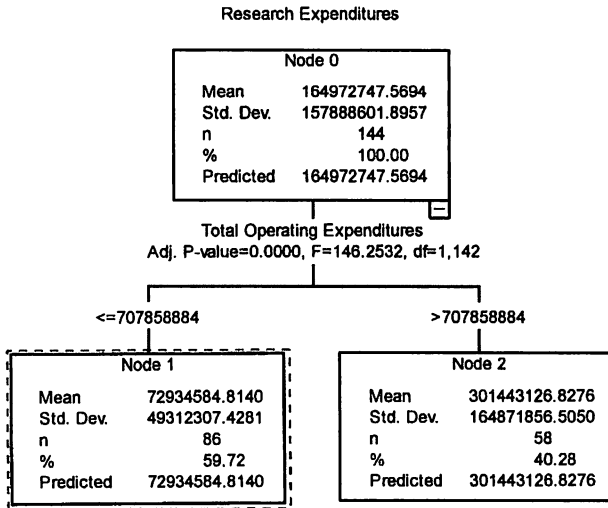 Research Expenditures
Node 0
Mean 164972747.5694
Std. Dev. 157888601.8957
n 144
% 100.00
Predicted 164972747.5694
Total Operating Expenditures
Adj. P-value=0.0000, F=146.2532, df=1,142
<=707858884 >707858884
Node 1
Mean 72934584.8140
Std. Dev. 49312307.4281
n 86
% 59.72
Predicted 72934584.8140
Node 2
Mean 301443126.8276
Std. Dev. 164871856.5050
n 58
% 40.28
Predicted 301443126.8276